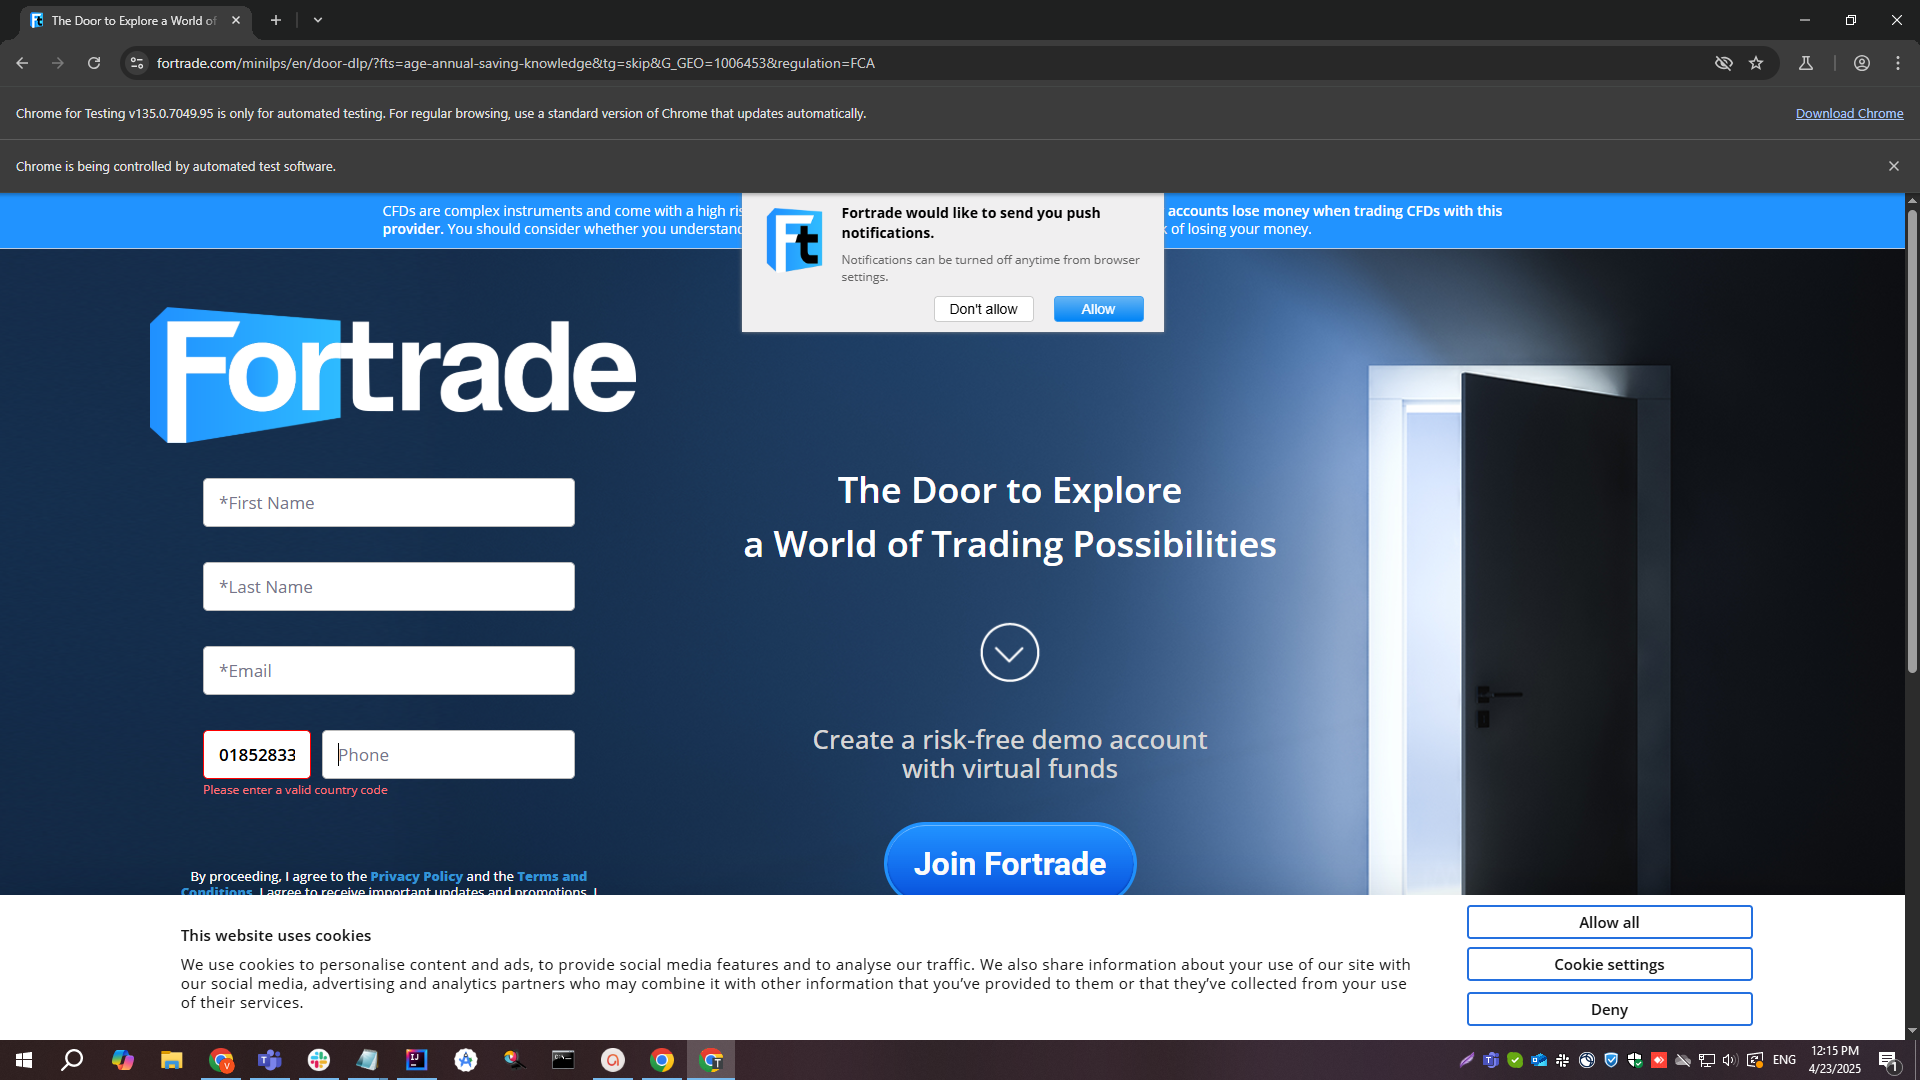 The Door to Explore a World of
fortrade.com/minilps/en/door-dlp/?fts=age-annual-saving-knowledge&tg=skip&G_GEO=1006453&regulation=FCA
Chrome for Testing v135.0.7049.95 is only for automated testing. For regular browsing, use a standard version of Chrome that updates automatically.
Download Chrome
Chrome is being controlled by automated test software.
CFDs are complex instruments and come with a high
accounts lose money when trading CFDs with this
provider. You should consider whether you
of losing your money.
Ft
Fortrade would like to send you push
notifications.
Notifications can be turned off anytime from browser
settings.
Don't allow
Allow
Fortrade
*First Name
*Last Name
*Email
01852833
Phone
Please enter a valid country code
By proceeding, I agree to the Privacy Policy and the Terms and
Conditions. I agree to receive important updates and promotions. I
The Door to Explore
a World of Trading Possibilities
Create a risk-free demo account
with virtual funds
Join Fortrade
This website uses cookies
We use cookies to personalise content and ads, to provide social media features and to analyse our traffic. We also share information about your use of our site with
our social media, advertising and analytics partners who may combine it with other information that you’ve provided to them or that they’ve collected from your use
of their services.
Allow all
Cookie settings
Deny
ENG
12:15 PM
4/23/2025
1